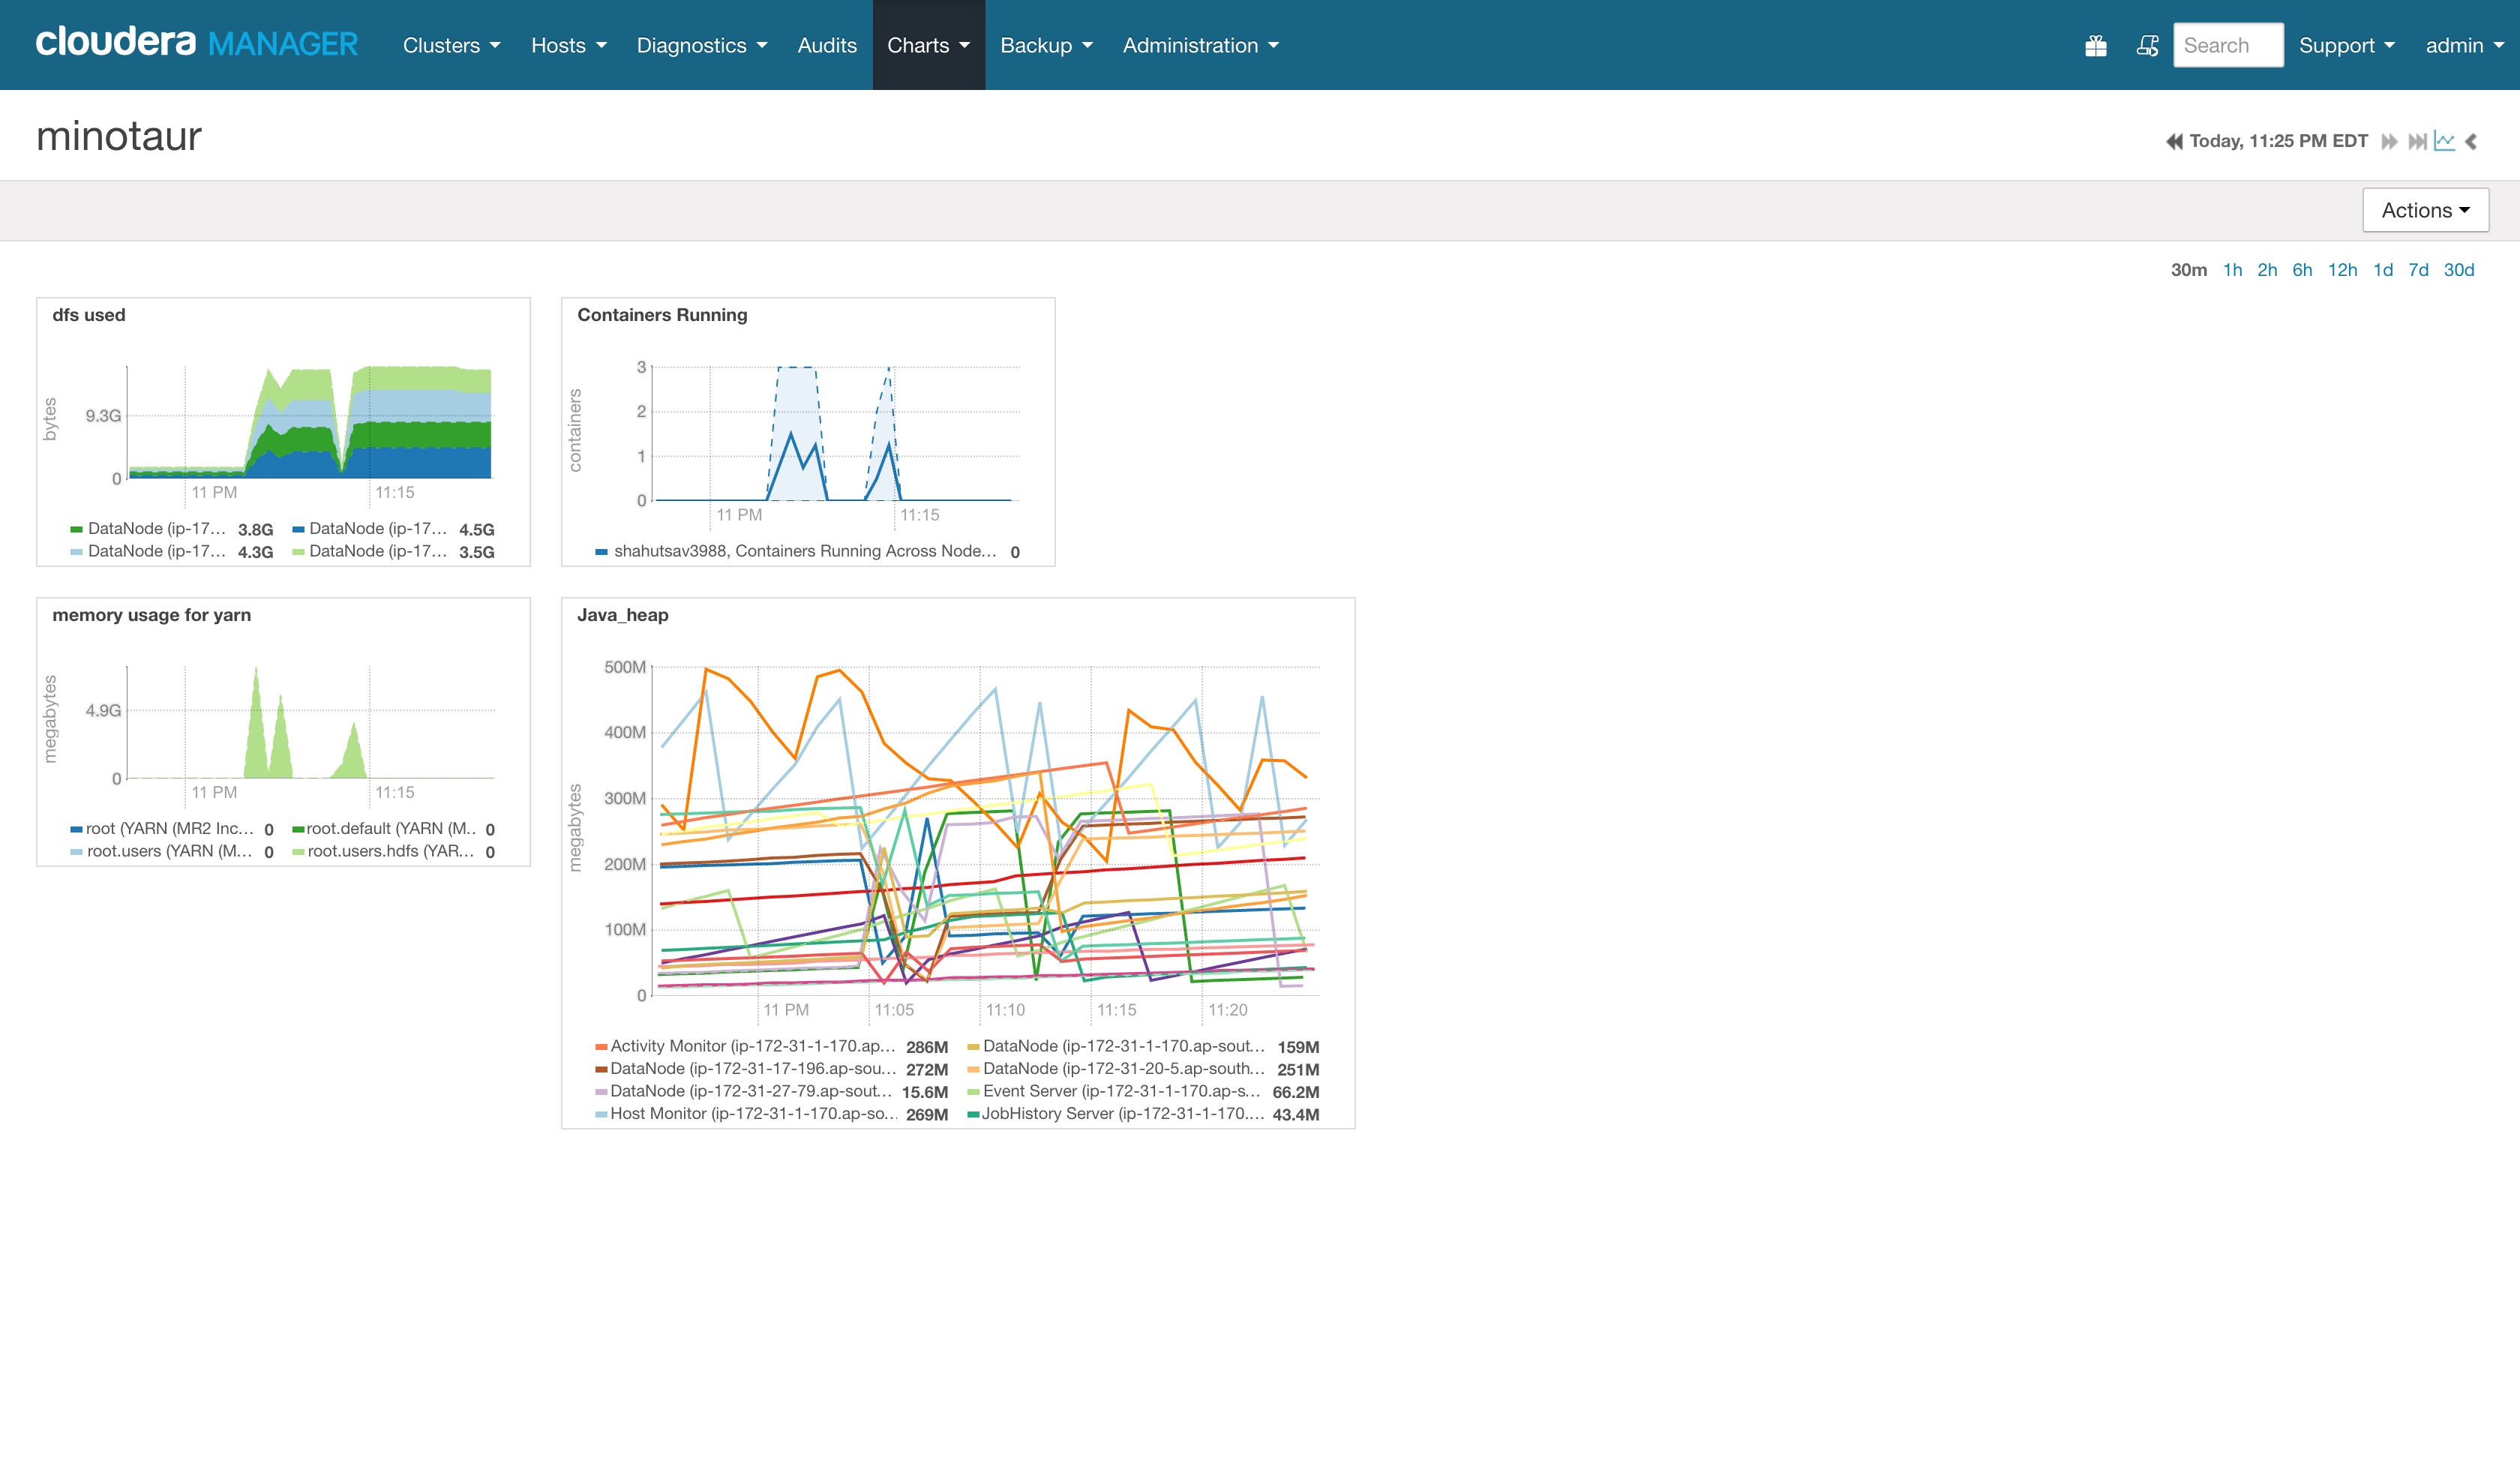 cloudera MANAGER Clusters Hosts Diagnostics Audits Charts Backup Administration Search Support admin
minotaur
Today, 11:25 PM EDT
Actions
30m 1h 2h 6h 12h 1d 7d 30d
dfs used
bytes
9.3G
0
11 PM 11:15
DataNode (ip-17... 3.8G DataNode (ip-17... 4.5G
DataNode (ip-17... 4.3G DataNode (ip-17... 3.5G
Containers Running
containers
3
2
1
0
11 PM 11:15
shahutsav3988, Containers Running Across Node... 0
memory usage for yarn
megabytes
4.9G
0
11 PM 11:15
root (YARN (MR2 Inc... 0 root.default (YARN (M... 0
root.users (YARN (M... 0 root.users.hdfs (YAR... 0
Java_heap
megabytes
500M
400M
300M
200M
100M
0
11 PM 11:05 11:10 11:15 11:20
Activity Monitor (ip-172-31-1-170.ap... 286M DataNode (ip-172-31-1-170.ap-sout... 159M
DataNode (ip-172-31-17-196.ap-sou... 272M DataNode (ip-172-31-20-5.ap-south... 251M
DataNode (ip-172-31-27-79.ap-sout... 15.6M Event Server (ip-172-31-1-170.ap-s... 66.2M
Host Monitor (ip-172-31-1-170.ap-so... 269M JobHistory Server (ip-172-31-1-170.... 43.4M